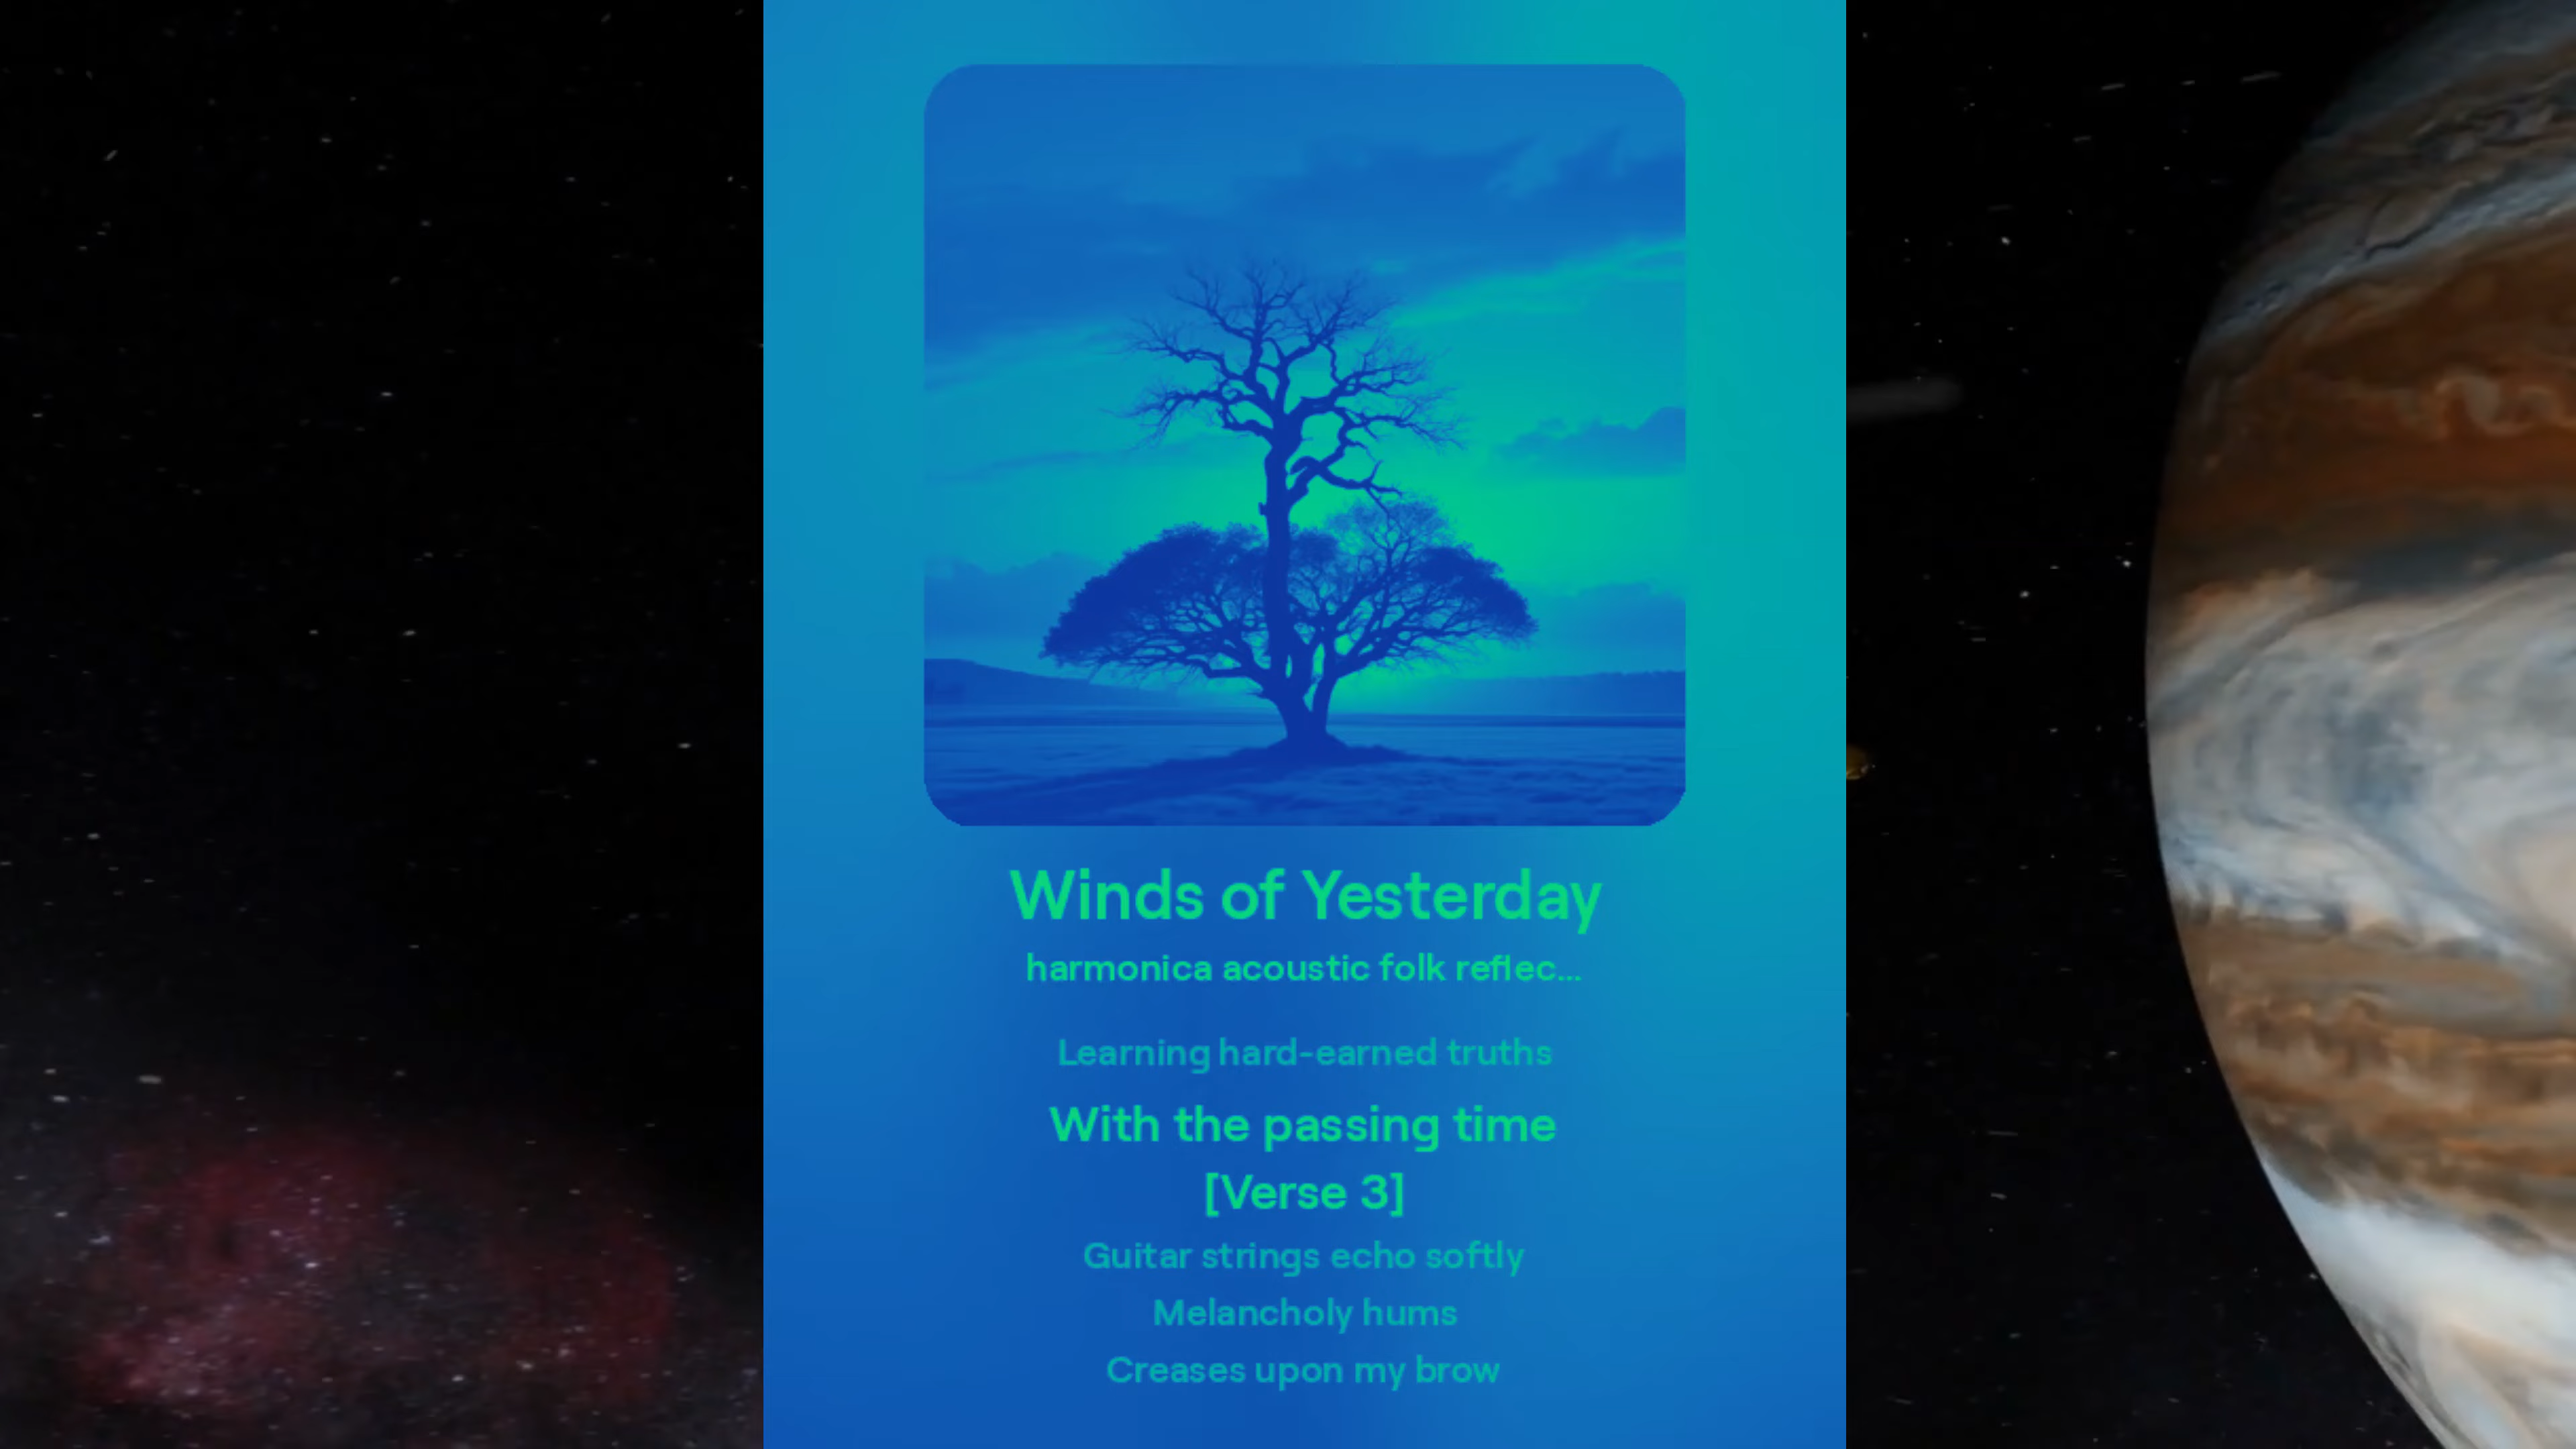 Winds of Yesterday
harmonica acoustic folk reflec...
Learning hard-earned truths
With the passing time
[Verse 3]
Guitar strings echo softly
Melancholy hums
Creases upon my brow